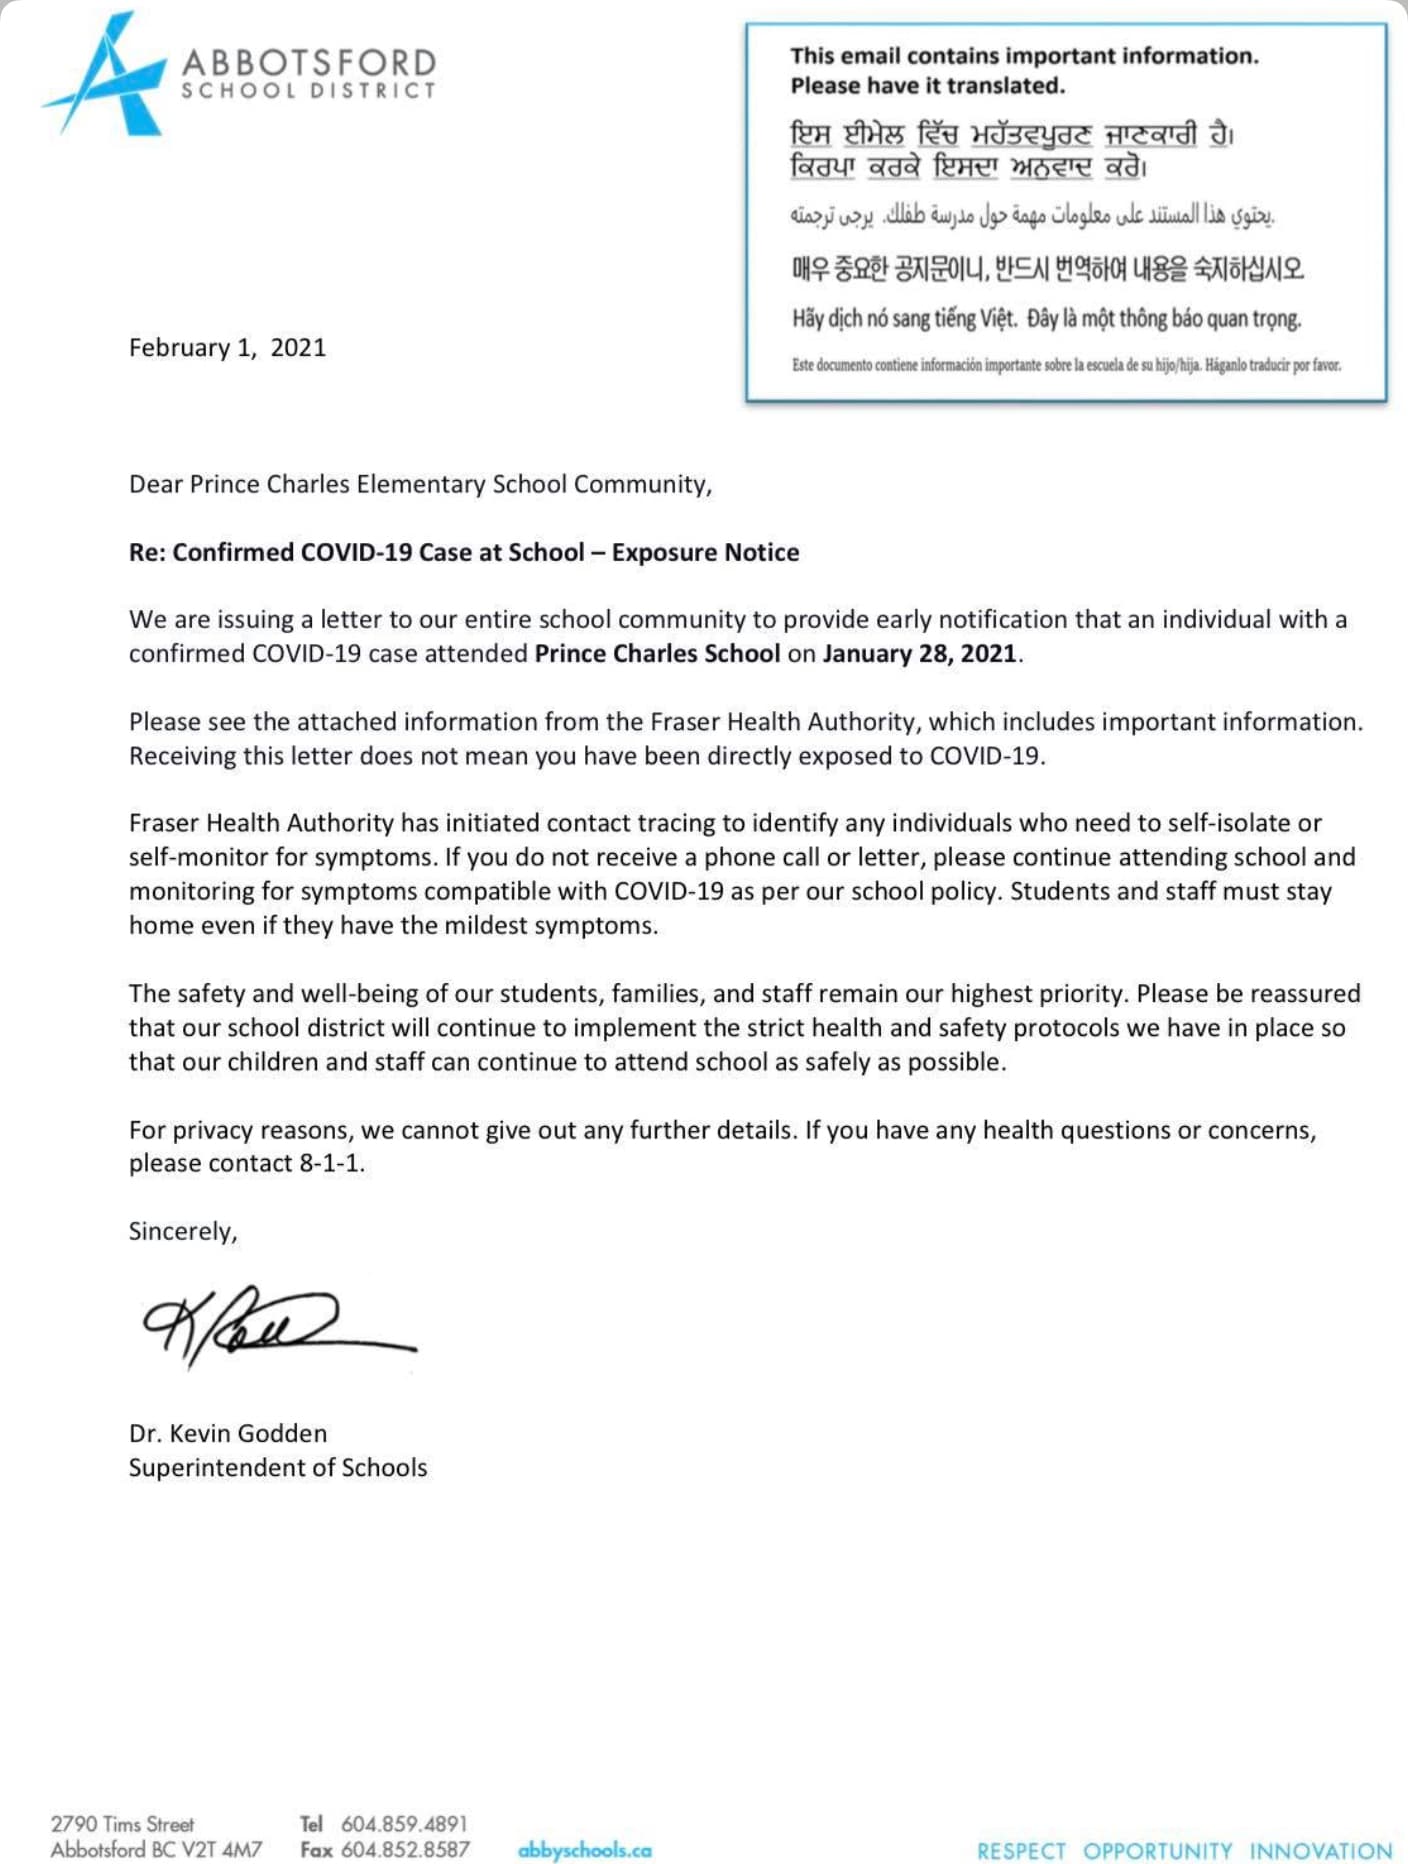 ABBOTSFORD
SCHOOL DISTRICT
This email contains important information.
Please have it translated.
ਇਸ ਈਮੇਲ ਵਿੱਚ ਮਹੱਤਵਪੂਰਣ ਜਾਣਕਾਰੀ ਹੈ।
ਕਿਰਪਾ ਕਰਕੇ ਇਸਦਾ ਅਨੁਵਾਦ ਕਰੋ।
يحتوي هذا المستند على معلومات مهمة حول مدرسة طفلك. يرجى ترجمته.
매우 중요한 공지문이니, 반드시 번역하여 내용을 숙지하십시오
Hãy dịch nó sang tiếng Việt. Đây là một thông báo quan trọng.
Este documento contiene información importante sobre la escuela de su hijo/hija. Háganlo traducir por favor.
February 1, 2021
Dear Prince Charles Elementary School Community,
Re: Confirmed COVID-19 Case at School – Exposure Notice
We are issuing a letter to our entire school community to provide early notification that an individual with a
confirmed COVID-19 case attended Prince Charles School on January 28, 2021.
Please see the attached information from the Fraser Health Authority, which includes important information.
Receiving this letter does not mean you have been directly exposed to COVID-19.
Fraser Health Authority has initiated contact tracing to identify any individuals who need to self-isolate or
self-monitor for symptoms. If you do not receive a phone call or letter, please continue attending school and
monitoring for symptoms compatible with COVID-19 as per our school policy. Students and staff must stay
home even if they have the mildest symptoms.
The safety and well-being of our students, families, and staff remain our highest priority. Please be reassured
that our school district will continue to implement the strict health and safety protocols we have in place so
that our children and staff can continue to attend school as safely as possible.
For privacy reasons, we cannot give out any further details. If you have any health questions or concerns,
please contact 8-1-1.
Sincerely,
Dr. Kevin Godden
Superintendent of Schools
2790 Tims Street
Abbotsford BC V2T 4M7
Tel 604.859.4891
Fax 604.852.8587
abbyschools.ca
RESPECT OPPORTUNITY INNOVATION